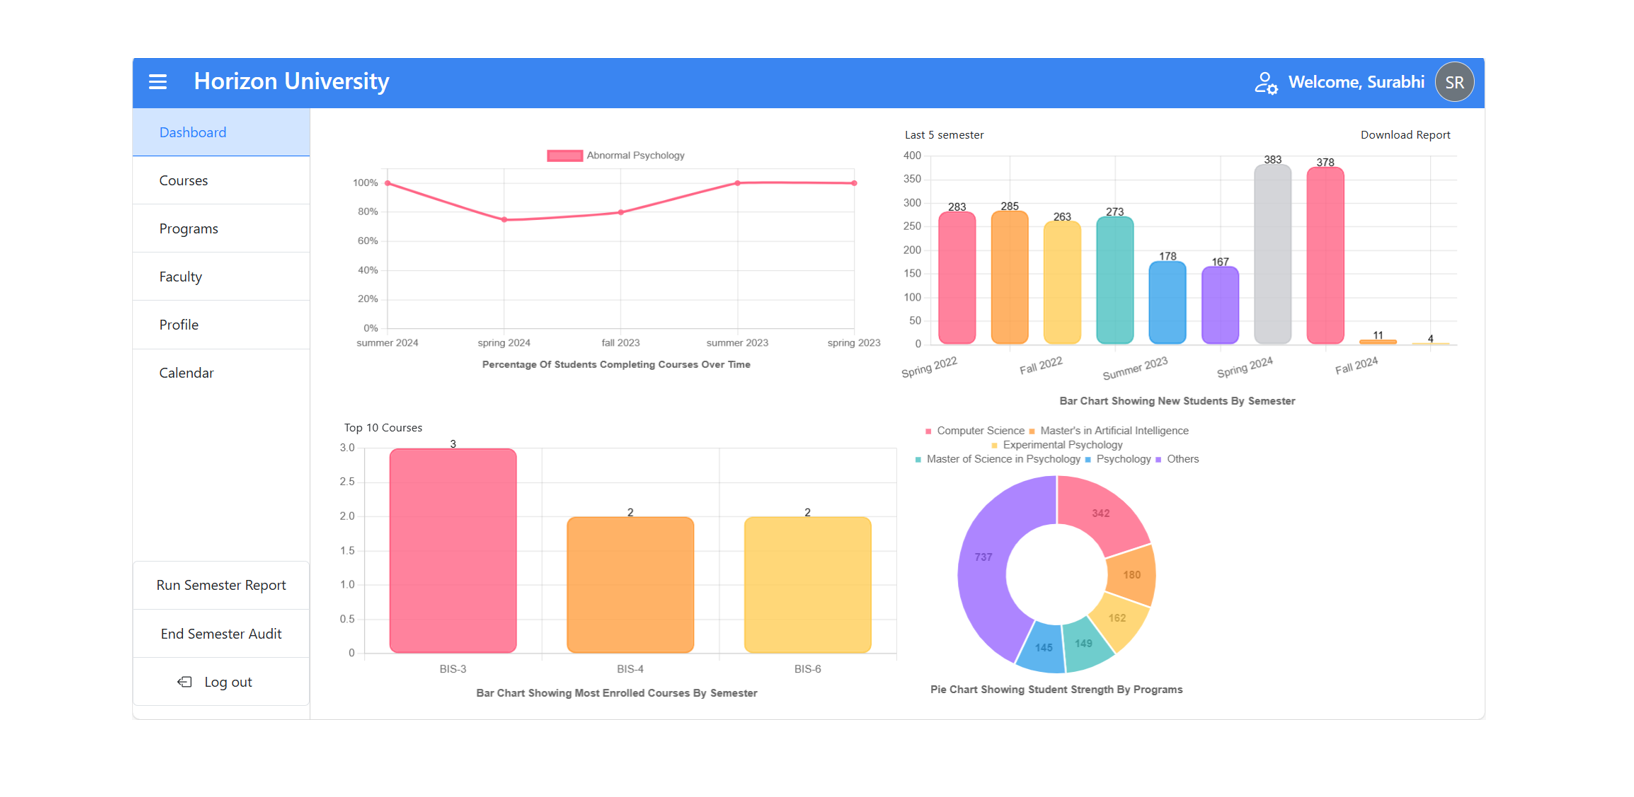 Horizon University
Welcome, Surabhi
SR
Dashboard
Courses
Programs
Faculty
Profile
Calendar
Run Semester Report
End Semester Audit
Log out
Abnormal Psychology
100%
80%
60%
40%
20%
0%
summer 2024 spring 2024 fall 2023 summer 2023 spring 2023
Percentage Of Students Completing Courses Over Time
Last 5 semester
Download Report
400
350
300
250
200
150
100
50
0
283 285 263 273 178 167 383 378 11 4
Spring 2022 Fall 2022 Summer 2023 Spring 2024 Fall 2024
Bar Chart Showing New Students By Semester
Top 10 Courses
3.0
2.5
2.0
1.5
1.0
0.5
0
3 2 2
BIS-3 BIS-4 BIS-6
Bar Chart Showing Most Enrolled Courses By Semester
Computer Science Master's in Artificial Intelligence
Experimental Psychology
Master of Science in Psychology Psychology Others
342
737
180
162
149
145
Pie Chart Showing Student Strength By Programs